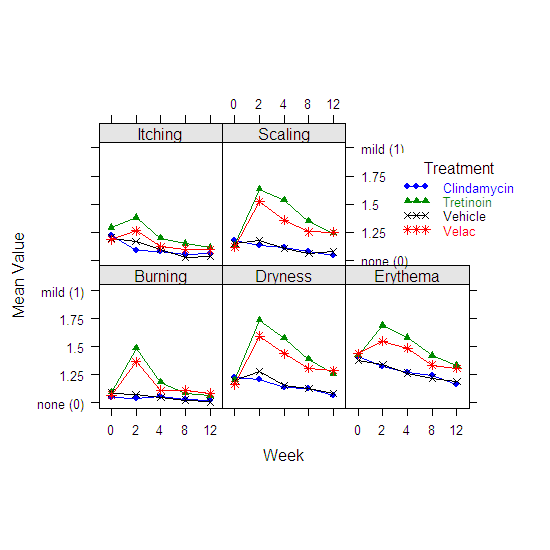 0 2 4 8 12
Itching Scaling
mild (1)
1.75
1.5
1.25
none (0)
Treatment
Clindamycin
Tretinoin
Vehicle
Velac
Mean Value
Burning Dryness Erythema
mild (1)
1.75
1.5
1.25
none (0)
0 2 4 8 12 0 2 4 8 12
Week